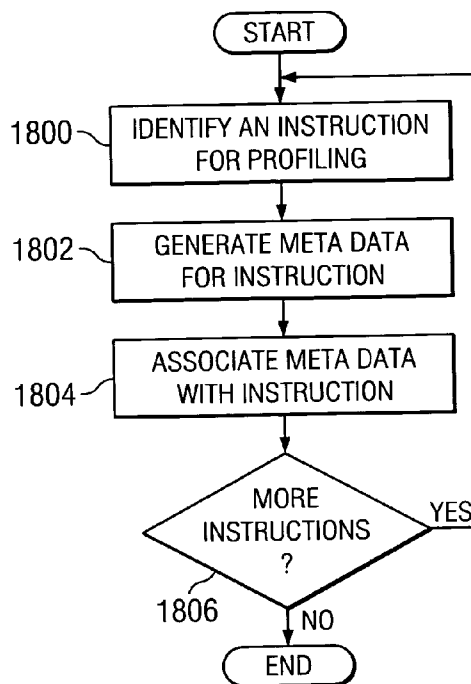 START
1800
IDENTIFY AN INSTRUCTION
FOR PROFILING
1802
GENERATE META DATA
FOR INSTRUCTION
1804
ASSOCIATE META DATA
WITH INSTRUCTION
MORE
INSTRUCTIONS
?
YES
1806
NO
END